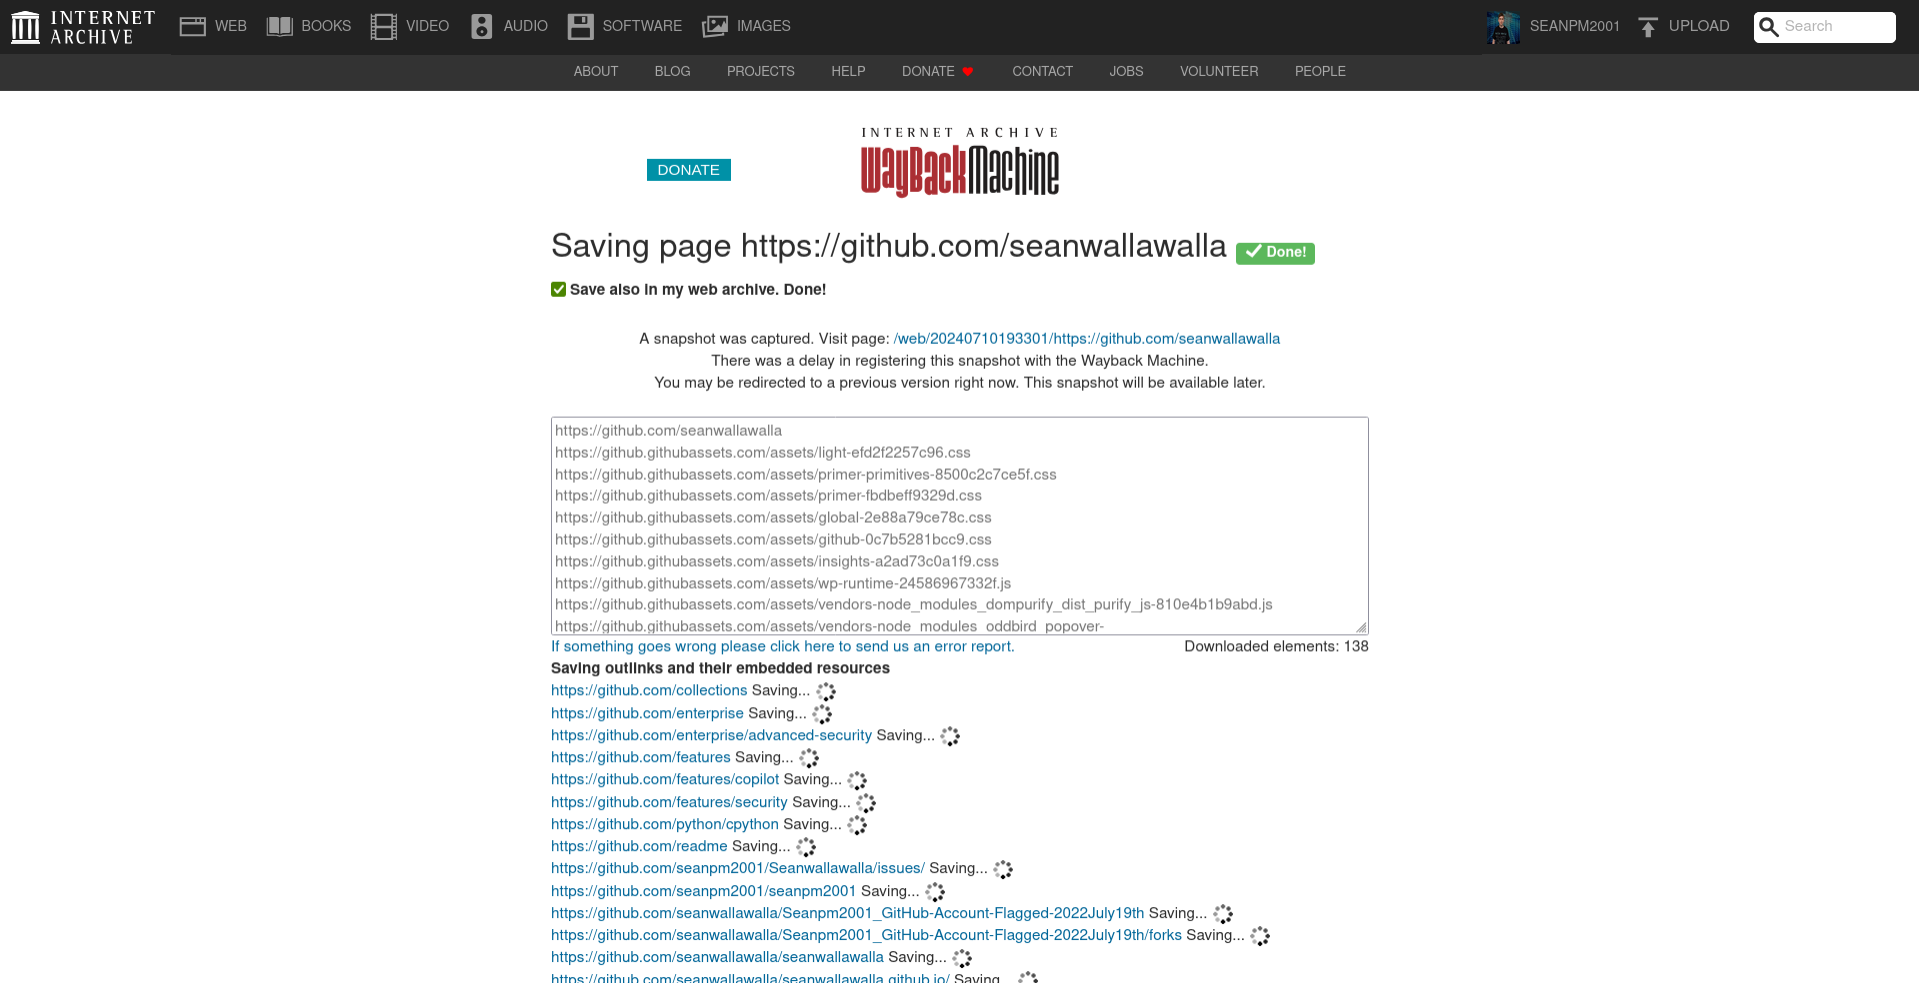 INTERNET ARCHIVE
WEB BOOKS VIDEO AUDIO SOFTWARE IMAGES SEANPM2001 UPLOAD Search
ABOUT BLOG PROJECTS HELP DONATE CONTACT JOBS VOLUNTEER PEOPLE
INTERNET ARCHIVE
DONATE
WayBackMachine
Saving page https://github.com/seanwallawalla Done!
Save also in my web archive. Done!
A snapshot was captured. Visit page: /web/20240710193301/https://github.com/seanwallawalla
There was a delay in registering this snapshot with the Wayback Machine.
You may be redirected to a previous version right now. This snapshot will be available later.
https://github.com/seanwallawalla
https://github.githubassets.com/assets/light-efd2f2257c96.css
https://github.githubassets.com/assets/primer-primitives-8500c2c7ce5f.css
https://github.githubassets.com/assets/primer-fbdbeff9329d.css
https://github.githubassets.com/assets/global-2e88a79ce78c.css
https://github.githubassets.com/assets/github-0c7b5281bcc9.css
https://github.githubassets.com/assets/insights-a2ad73c0a1f9.css
https://github.githubassets.com/assets/wp-runtime-24586967332f.js
https://github.githubassets.com/assets/vendors-node_modules_dompurify_dist_purify_js-810e4b1b9abd.js
https://github.githubassets.com/assets/vendors-node_modules_oddbird_popover-
If something goes wrong please click here to send us an error report. Downloaded elements: 138
Saving outlinks and their embedded resources
https://github.com/collections Saving...
https://github.com/enterprise Saving...
https://github.com/enterprise/advanced-security Saving...
https://github.com/features Saving...
https://github.com/features/copilot Saving...
https://github.com/features/security Saving...
https://github.com/python/cpython Saving...
https://github.com/readme Saving...
https://github.com/seanpm2001/Seanwallawalla/issues/ Saving...
https://github.com/seanpm2001/seanpm2001 Saving...
https://github.com/seanwallawalla/Seanpm2001_GitHub-Account-Flagged-2022July19th Saving...
https://github.com/seanwallawalla/Seanpm2001_GitHub-Account-Flagged-2022July19th/forks Saving...
https://github.com/seanwallawalla/seanwallawalla Saving...
https://github.com/seanwallawalla/seanwallawalla.github.io/ Saving...